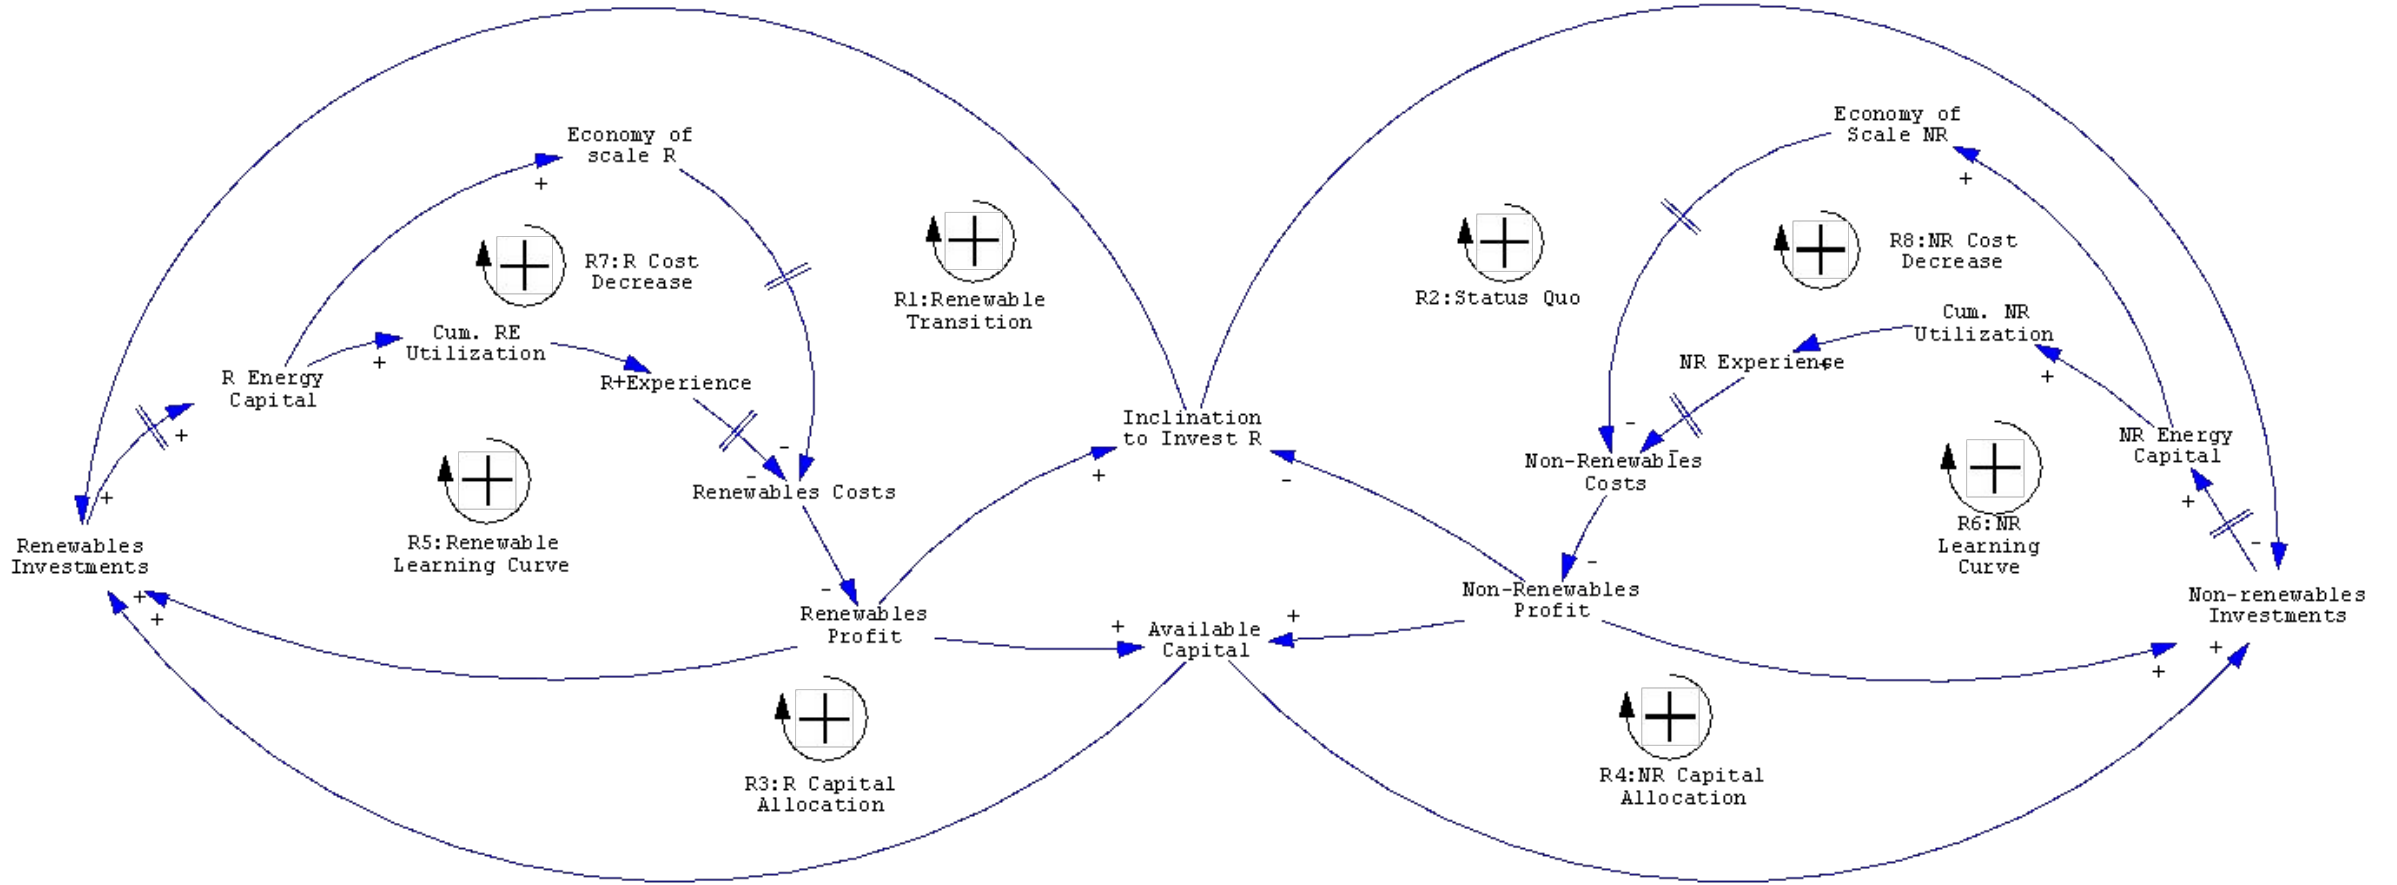 Economy of
scale R
R7:R Cost
Decrease
Cum. RE
Utilization
R+Experience
R Energy
Capital
R1:Renewable
Transition
Renewables Costs
R5:Renewable
Learning Curve
Renewables
Investments
Renewables
Profit
R3:R Capital
Allocation
Inclination
to Invest R
Available
Capital
Economy of
Scale NR
R2:Status Quo
R8:NR Cost
Decrease
Cum. NR
Utilization
NR Experience
NR Energy
Capital
Non-Renewables
Costs
R6:NR
Learning
Curve
Non-Renewables
Profit
Non-renewables
Investments
R4:NR Capital
Allocation